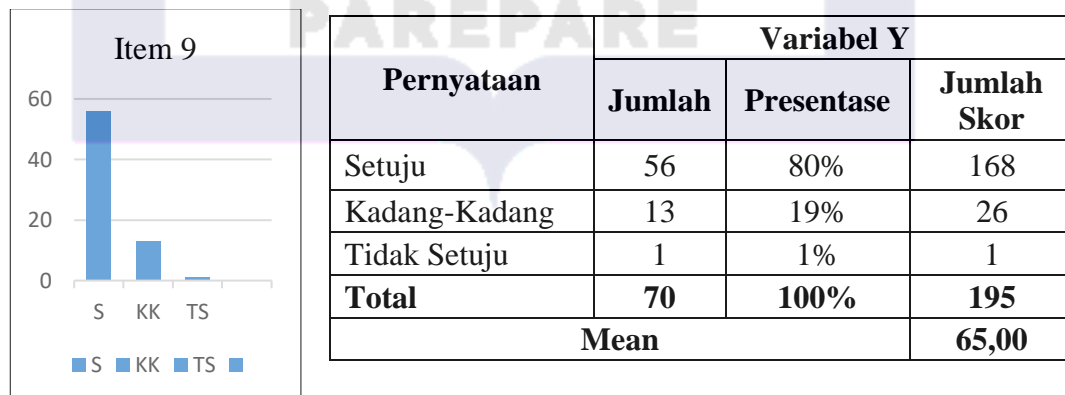 PAREPARE
Item 9
60
40
20
0
S KK TS
S KK TS
Pernyataan Variabel Y
Jumlah Presentase Jumlah Skor
Setuju 56 80% 168
Kadang-Kadang 13 19% 26
Tidak Setuju 1 1% 1
Total 70 100% 195
Mean 65,00